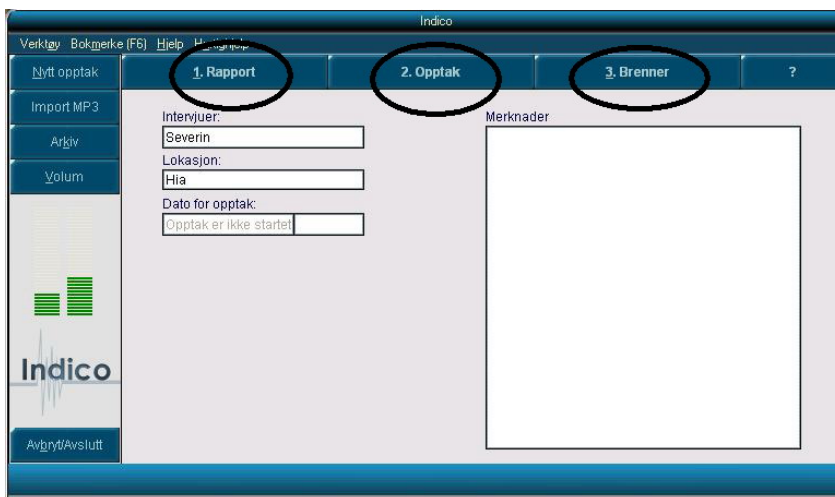 Indico
Verktøy Bokmerke (F6) Hjelp Hurtighjelp
Nytt opptak 1. Rapport 2. Opptak 3. Brenner ?
Import MP3
Arkiv
Volum
Intervjuer:
Severin
Lokasjon:
Hia
Dato for opptak:
Opptak er ikke startet
Merknader
Indico
Avbryt/Avslutt